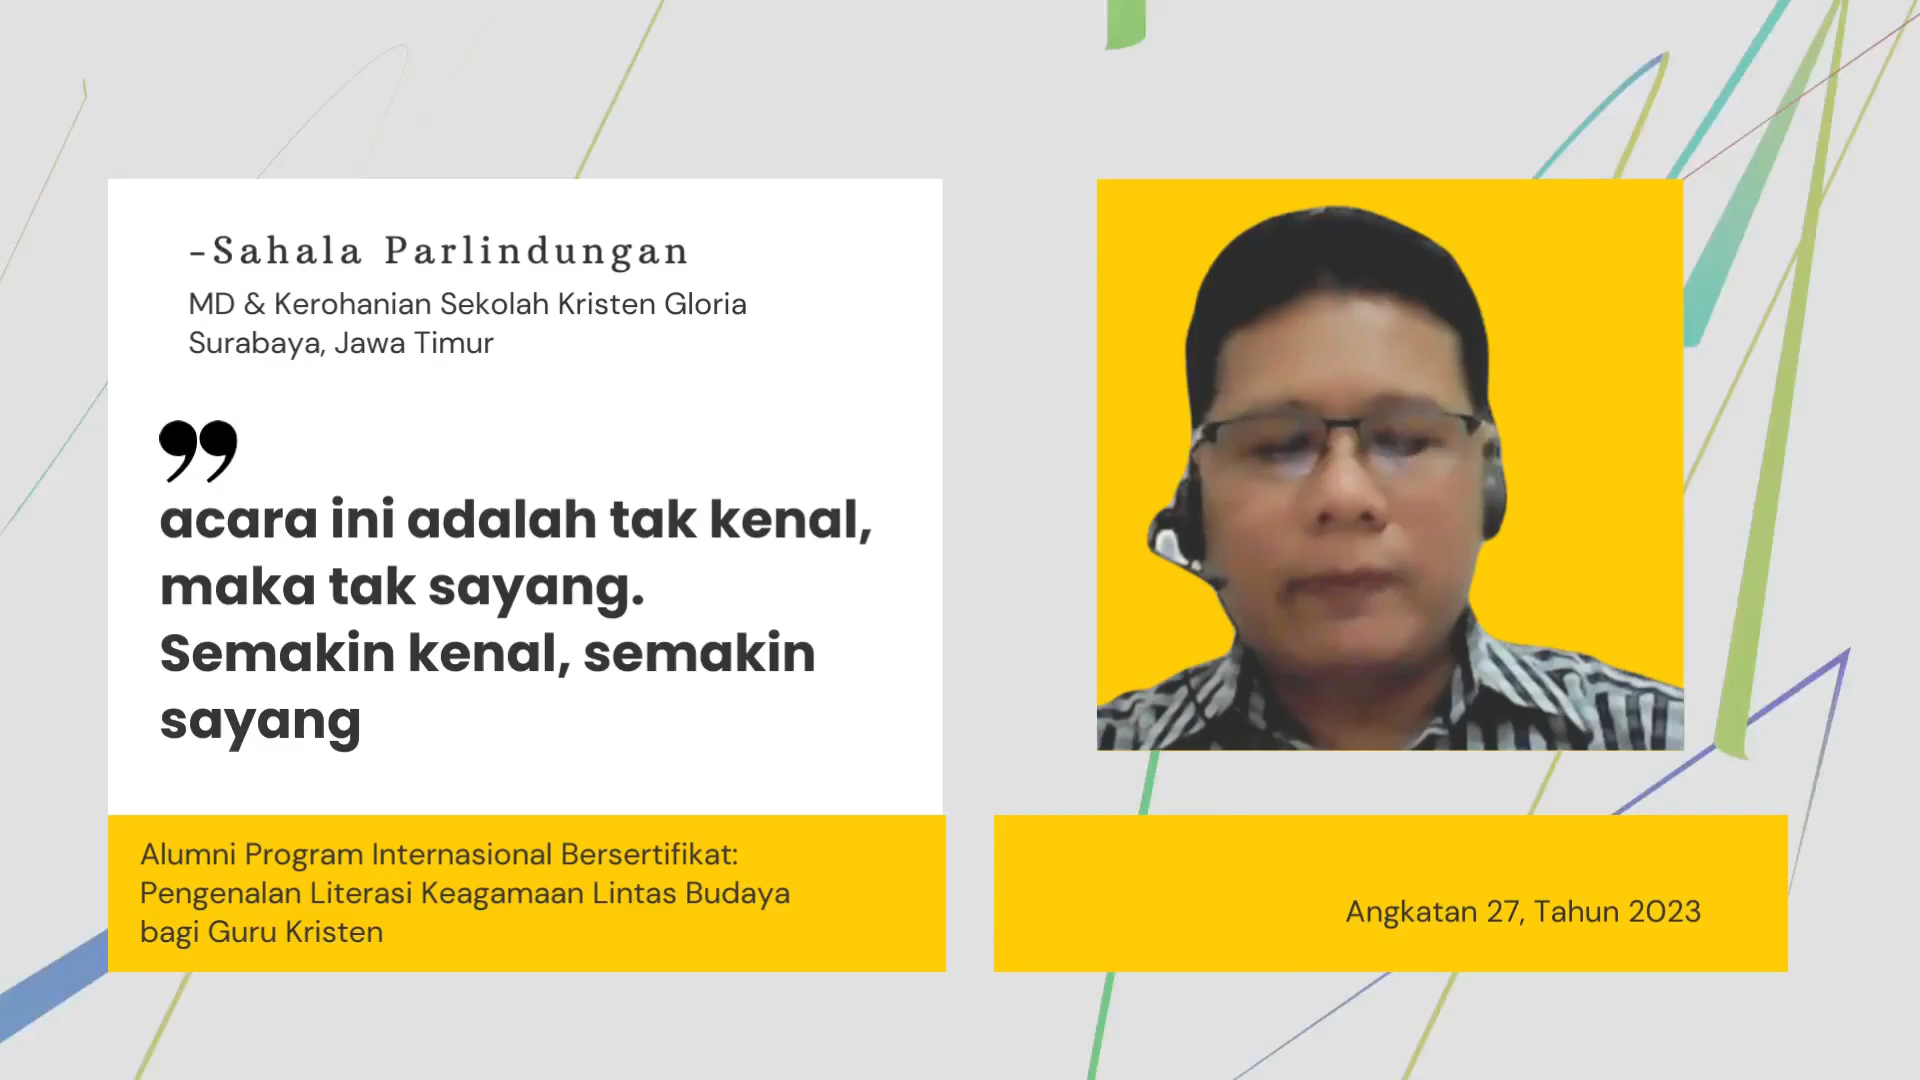 -Sahala Parlindungan
MD & Kerohanian Sekolah Kristen Gloria
Surabaya, Jawa Timur
”
acara ini adalah tak kenal,
maka tak sayang.
Semakin kenal, semakin
sayang
Alumni Program Internasional Bersertifikat:
Pengenalan Literasi Keagamaan Lintas Budaya
bagi Guru Kristen
Angkatan 27, Tahun 2023